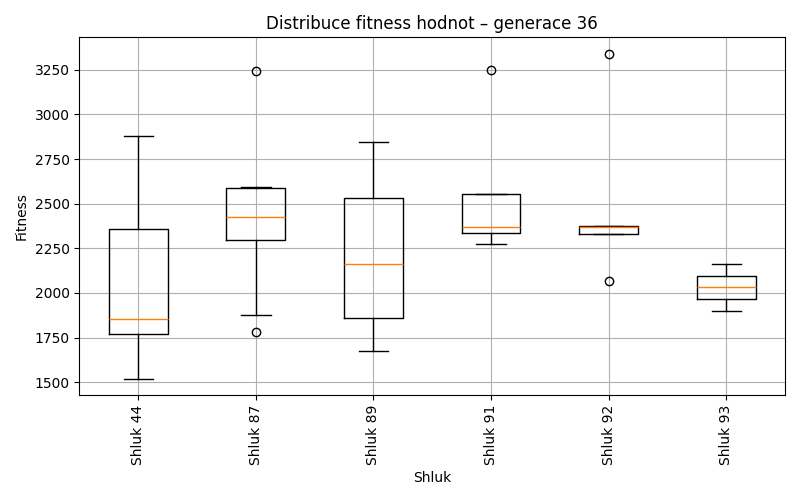 Distribuce fitness hodnot – generace 36
Fitness
3250
3000
2750
2500
2250
2000
1750
1500
Shluk 44
Shluk 87
Shluk 89
Shluk 91
Shluk 92
Shluk 93
Shluk